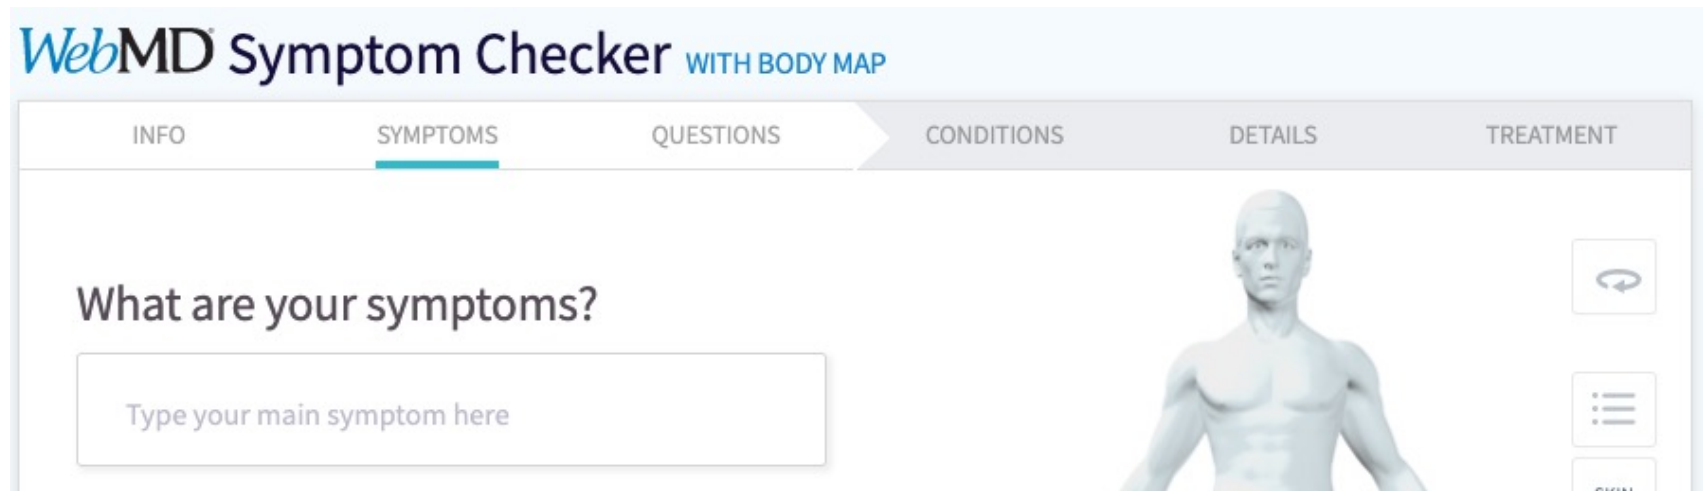 WebMD Symptom Checker WITH BODY MAP
INFO SYMPTOMS QUESTIONS CONDITIONS DETAILS TREATMENT
What are your symptoms?
Type your main symptom here